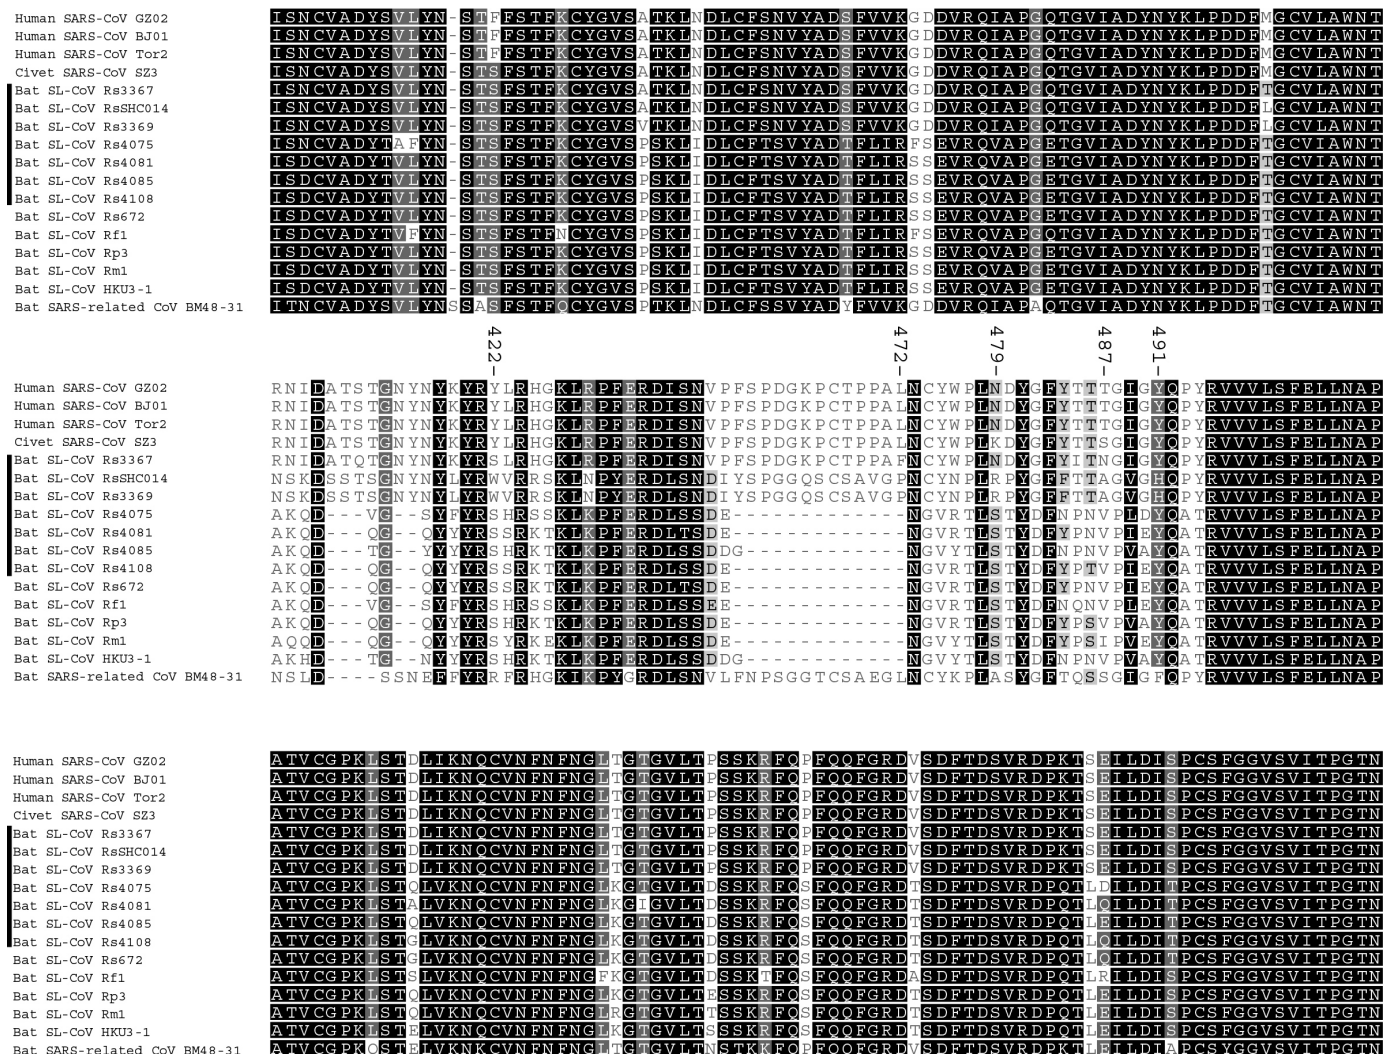 Human SARS-CoV GZ02 ISNCVADYSVLYN-STFFSTFKCYGVSATKLNDLCFSNVYADSFVVKGDDVRQIAPGQTGVIADYNYKLPDDFMGCVLAWNT
Human SARS-CoV BJ01 ISNCVADYSVLYN-STFFSTFKCYGVSATKLNDLCFSNVYADSFVVKGDDVRQIAPGQTGVIADYNYKLPDDFMGCVLAWNT
Human SARS-CoV Tor2 ISNCVADYSVLYN-STFFSTFKCYGVSATKLNDLCFSNVYADSFVVKGDDVRQIAPGQTGVIADYNYKLPDDFMGCVLAWNT
Civet SARS-CoV SZ3 ISNCVADYSVLYN-STSFSTFKCYGVSATKLNDLCFSNVYADSFVVKGDDVRQIAPGQTGVIADYNYKLPDDFMGCVLAWNT
Bat SL-CoV Rs3367 ISNCVADYSVLYN-STSFSTFKCYGVSATKLNDLCFSNVYADSFVVKGDDVRQIAPGQTGVIADYNYKLPDDFTGCVLAWNT
Bat SL-CoV RsSHC014 ISNCVADYSVLYN-STSFSTFKCYGVSATKLNDLCFSNVYADSFVVKGDDVRQIAPGQTGVIADYNYKLPDDFLGCVLAWNT
Bat SL-CoV Rs3369 ISNCVADYSVLYN-STSFSTFKCYGVSVTKLNDLCFSNVYADSFVVKGDDVRQIAPGQTGVIADYNYKLPDDFLGCVLAWNT
Bat SL-CoV Rs4075 ISNCVADYTAFYN-STSFSTFKCYGVSPSKLIDLCFTSVYADTFLIRFSEVRQVAPGQTGVIADYNYKLPDDFTGCVIAWNT
Bat SL-CoV Rs4081 ISDCVADYTVLYN-STSFSTFKCYGVSPSKLIDLCFTSVYADTFLIRSSEVRQVAPGETGVIADYNYKLPDDFTGCVIAWNT
Bat SL-CoV Rs4085 ISDCVADYTVLYN-STSFSTFKCYGVSPSKLIDLCFTSVYADTFLIRSSEVRQVAPGETGVIADYNYKLPDDFTGCVIAWNT
Bat SL-CoV Rs4108 ISDCVADYTVLYN-STSFSTFKCYGVSPSKLIDLCFTSVYADTFLIRSSEVRQVAPGETGVIADYNYKLPDDFTGCVIAWNT
Bat SL-CoV Rs672 ISDCVADYTVLYN-STSFSTFKCYGVSPSKLIDLCFTSVYADTFLIRSSEVRQVAPGETGVIADYNYKLPDDFTGCVIAWNT
Bat SL-CoV Rf1 ISDCVADYTVFYN-STSFSTFNCYGVSPSKLIDLCFTSVYADTFLIRFSEVRQVAPGQTGVIADYNYKLPDDFTGCVIAWNT
Bat SL-CoV Rp3 ISDCVADYTVLYN-STSFSTFKCYGVSPSKLIDLCFTSVYADTFLIRSSEVRQVAPGETGVIADYNYKLPDDFTGCVIAWNT
Bat SL-CoV Rm1 ISDCVADYTVLYN-STSFSTFKCYGVSPSKLIDLCFTSVYADTFLIRSSEVRQVAPGETGVIADYNYKLPDDFTGCVIAWNT
Bat SL-CoV HKU3-1 ISDCVADYTVLYN-STSFSTFKCYGVSPSKLIDLCFTSVYADTFLIRSSEVRQVAPGETGVIADYNYKLPDDFTGCVIAWNT
Bat SARS-related CoV BM48-31 ITNCVADYSVLYNSSASFSTFQCYGVSPTKLNDLCFSSVYADYFVVKGDDVRQIAPAQTGVIADYNYKLPDDFTGCVIAWNT
422 472 479 487 491
Human SARS-CoV GZ02 RNIDATSTGNYNYKYRYLRHGKLRPFERDISNVPFSPDGKPCTPPALNCYWPLNDYGFYTTTGIGYQPYRVVVLSFELLNAP
Human SARS-CoV BJ01 RNIDATSTGNYNYKYRYLRHGKLRPFERDISNVPFSPDGKPCTPPALNCYWPLNDYGFYTTTGIGYQPYRVVVLSFELLNAP
Human SARS-CoV Tor2 RNIDATSTGNYNYKYRYLRHGKLRPFERDISNVPFSPDGKPCTPPALNCYWPLNDYGFYTTTGIGYQPYRVVVLSFELLNAP
Civet SARS-CoV SZ3 RNIDATSTGNYNYKYRYLRHGKLRPFERDISNVPFSPDGKPCTPPALNCYWPLKDYGFYTTSGIGYQPYRVVVLSFELLNAP
Bat SL-CoV Rs3367 RNIDATQTGNYNYKYRSLRHGKLRPFERDISNVPFSPDGKPCTPPAFNCYWPLNDYGFYITNGIGYQPYRVVVLSFELLNAP
Bat SL-CoV RsSHC014 NSKDSSTSGNYNYLYRWVRRSKLNPYERDLSNDIYSPGGQSCSAVGPNCYNPLRPYGFFTTAGVGHQPYRVVVLSFELLNAP
Bat SL-CoV Rs3369 NSKDSSTSGNYNYLYRWVRRSKLNPYERDLSNDIYSPGGQSCSAVGPNCYNPLRPYGFFTTAGVGHQPYRVVVLSFELLNAP
Bat SL-CoV Rs4075 AKQD---VG--SYFYRSHRSSKLKPFERDLSSDE-------------NGVRTLSTYDFNPNVPLDYQATRVVVLSFELLNAP
Bat SL-CoV Rs4081 AKQD---QG--QYYYRSSRKTKLKPFERDLTSDE-------------NGVRTLSTYDFYPNVPIEYQATRVVVLSFELLNAP
Bat SL-CoV Rs4085 AKQD---TG--YYYYRSHRKTKLKPFERDLSSDDG------------NGVYTLSTYDFNPNVPVAYQATRVVVLSFELLNAP
Bat SL-CoV Rs4108 AKQD---QG--QYYYRSSRKTKLKPFERDLSSDE-------------NGVRTLSTYDFYPTVPIEYQATRVVVLSFELLNAP
Bat SL-CoV Rs672 AKQD---QG--QYYYRSSRKTKLKPFERDLTSDE-------------NGVRTLSTYDFYPNVPIEYQATRVVVLSFELLNAP
Bat SL-CoV Rf1 AKQD---VG--SYFYRSHRSSKLKPFERDLSSEE-------------NGVRTLSTYDFNQNVPLEYQATRVVVLSFELLNAP
Bat SL-CoV Rp3 AKQD---QG--QYYYRSHRKTKLKPFERDLSSDE-------------NGVRTLSTYDFYPSVPVAYQATRVVVLSFELLNAP
Bat SL-CoV Rm1 AQQD---QG--QYYYRSYRKEKLKPFERDLSSDE-------------NGVYTLSTYDFYPSIPVEYQATRVVVLSFELLNAP
Bat SL-CoV HKU3-1 AKHD---TG--NYYYRSHRKTKLKPFERDLSSDDG------------NGVYTLSTYDFNPNVPVAYQATRVVVLSFELLNAP
Bat SARS-related CoV BM48-31 NSLD----SSNEFFYRRFRHGKIKPYGRDLSNVLFNPSGGTCSAEGLNCYKPLASYGFTQSSGIGFQPYRVVVLSFELLNAP
Human SARS-CoV GZ02 ATVCGPKLSTDLIKNQCVNFNFNGLTGTGVLTPSSKRFQPFQQFGRDVSDFTDSVRDPKTSEILDISPCSFGGVSVITPGTN
Human SARS-CoV BJ01 ATVCGPKLSTDLIKNQCVNFNFNGLTGTGVLTPSSKRFQPFQQFGRDVSDFTDSVRDPKTSEILDISPCSFGGVSVITPGTN
Human SARS-CoV Tor2 ATVCGPKLSTDLIKNQCVNFNFNGLTGTGVLTPSSKRFQPFQQFGRDVSDFTDSVRDPKTSEILDISPCSFGGVSVITPGTN
Civet SARS-CoV SZ3 ATVCGPKLSTDLIKNQCVNFNFNGLTGTGVLTPSSKRFQPFQQFGRDVSDFTDSVRDPKTSEILDISPCSFGGVSVITPGTN
Bat SL-CoV Rs3367 ATVCGPKLSTDLIKNQCVNFNFNGLTGTGVLTPSSKRFQPFQQFGRDVSDFTDSVRDPKTSEILDISPCSFGGVSVITPGTN
Bat SL-CoV RsSHC014 ATVCGPKLSTDLIKNQCVNFNFNGLTGTGVLTPSSKRFQPFQQFGRDVSDFTDSVRDPKTSEILDISPCSFGGVSVITPGTN
Bat SL-CoV Rs3369 ATVCGPKLSTDLIKNQCVNFNFNGLTGTGVLTPSSKRFQPFQQFGRDVSDFTDSVRDPKTSEILDISPCSFGGVSVITPGTN
Bat SL-CoV Rs4075 ATVCGPKLSTQLVKNQCVNFNFNGLKGTGVLTDSSKRFQSFQQFGRDTSDFTDSVRDPQTLDILDITPCSFGGVSVITPGTN
Bat SL-CoV Rs4081 ATVCGPKLSTALVKNQCVNFNFNGLKGIGVLTDSSKRFQSFQQFGRDTSDFTDSVRDPQTLQILDITPCSFGGVSVITPGTN
Bat SL-CoV Rs4085 ATVCGPKLSTQLVKNQCVNFNFNGLKGTGVLTDSSKRFQSFQQFGRDTSDFTDSVRDPQTLEILDITPCSFGGVSVITPGTN
Bat SL-CoV Rs4108 ATVCGPKLSTGLVKNQCVNFNFNGLKGTGVLTDSSKRFQSFQQFGRDTSDFTDSVRDPQTLQILDITPCSFGGVSVITPGTN
Bat SL-CoV Rs672 ATVCGPKLSTGLVKNQCVNFNFNGLKGTGVLTDSSKRFQSFQQFGRDTSDFTDSVRDPQTLQILDITPCSFGGVSVITPGTN
Bat SL-CoV Rf1 ATVCGPKLSTSLVKNQCVNFNFNGFKGTGVLTDSSKTFQSFQQFGRDASDFTDSVRDPQTLRILDISPCSFGGVSVITPGTN
Bat SL-CoV Rp3 ATVCGPKLSTQLVKNQCVNFNFNGLKGTGVLTESSKRFQSFQQFGRDTSDFTDSVRDPQTLEILDISPCSFGGVSVITPGTN
Bat SL-CoV Rm1 ATVCGPKLSTQLVKNQCVNFNFNGLRGTGVLTTSSKRFQSFQQFGRDTSDFTDSVRDPQTLEILDISPCSFGGVSVITPGTN
Bat SL-CoV HKU3-1 ATVCGPKLSTELVKNQCVNFNFNGLKGTGVLTSSSKRFQSFQQFGRDTSDFTDSVRDPQTLEILDISPCSFGGVSVITPGTN
Bat SARS-related CoV BM48-31 ATVCGPKQSTELVKNKCVNFNFNGLTGTGVLTNSTKKFQPFQQFGRDVSDFTDSVRDPKTLEILDIAPCSYGGVSVITPGTN